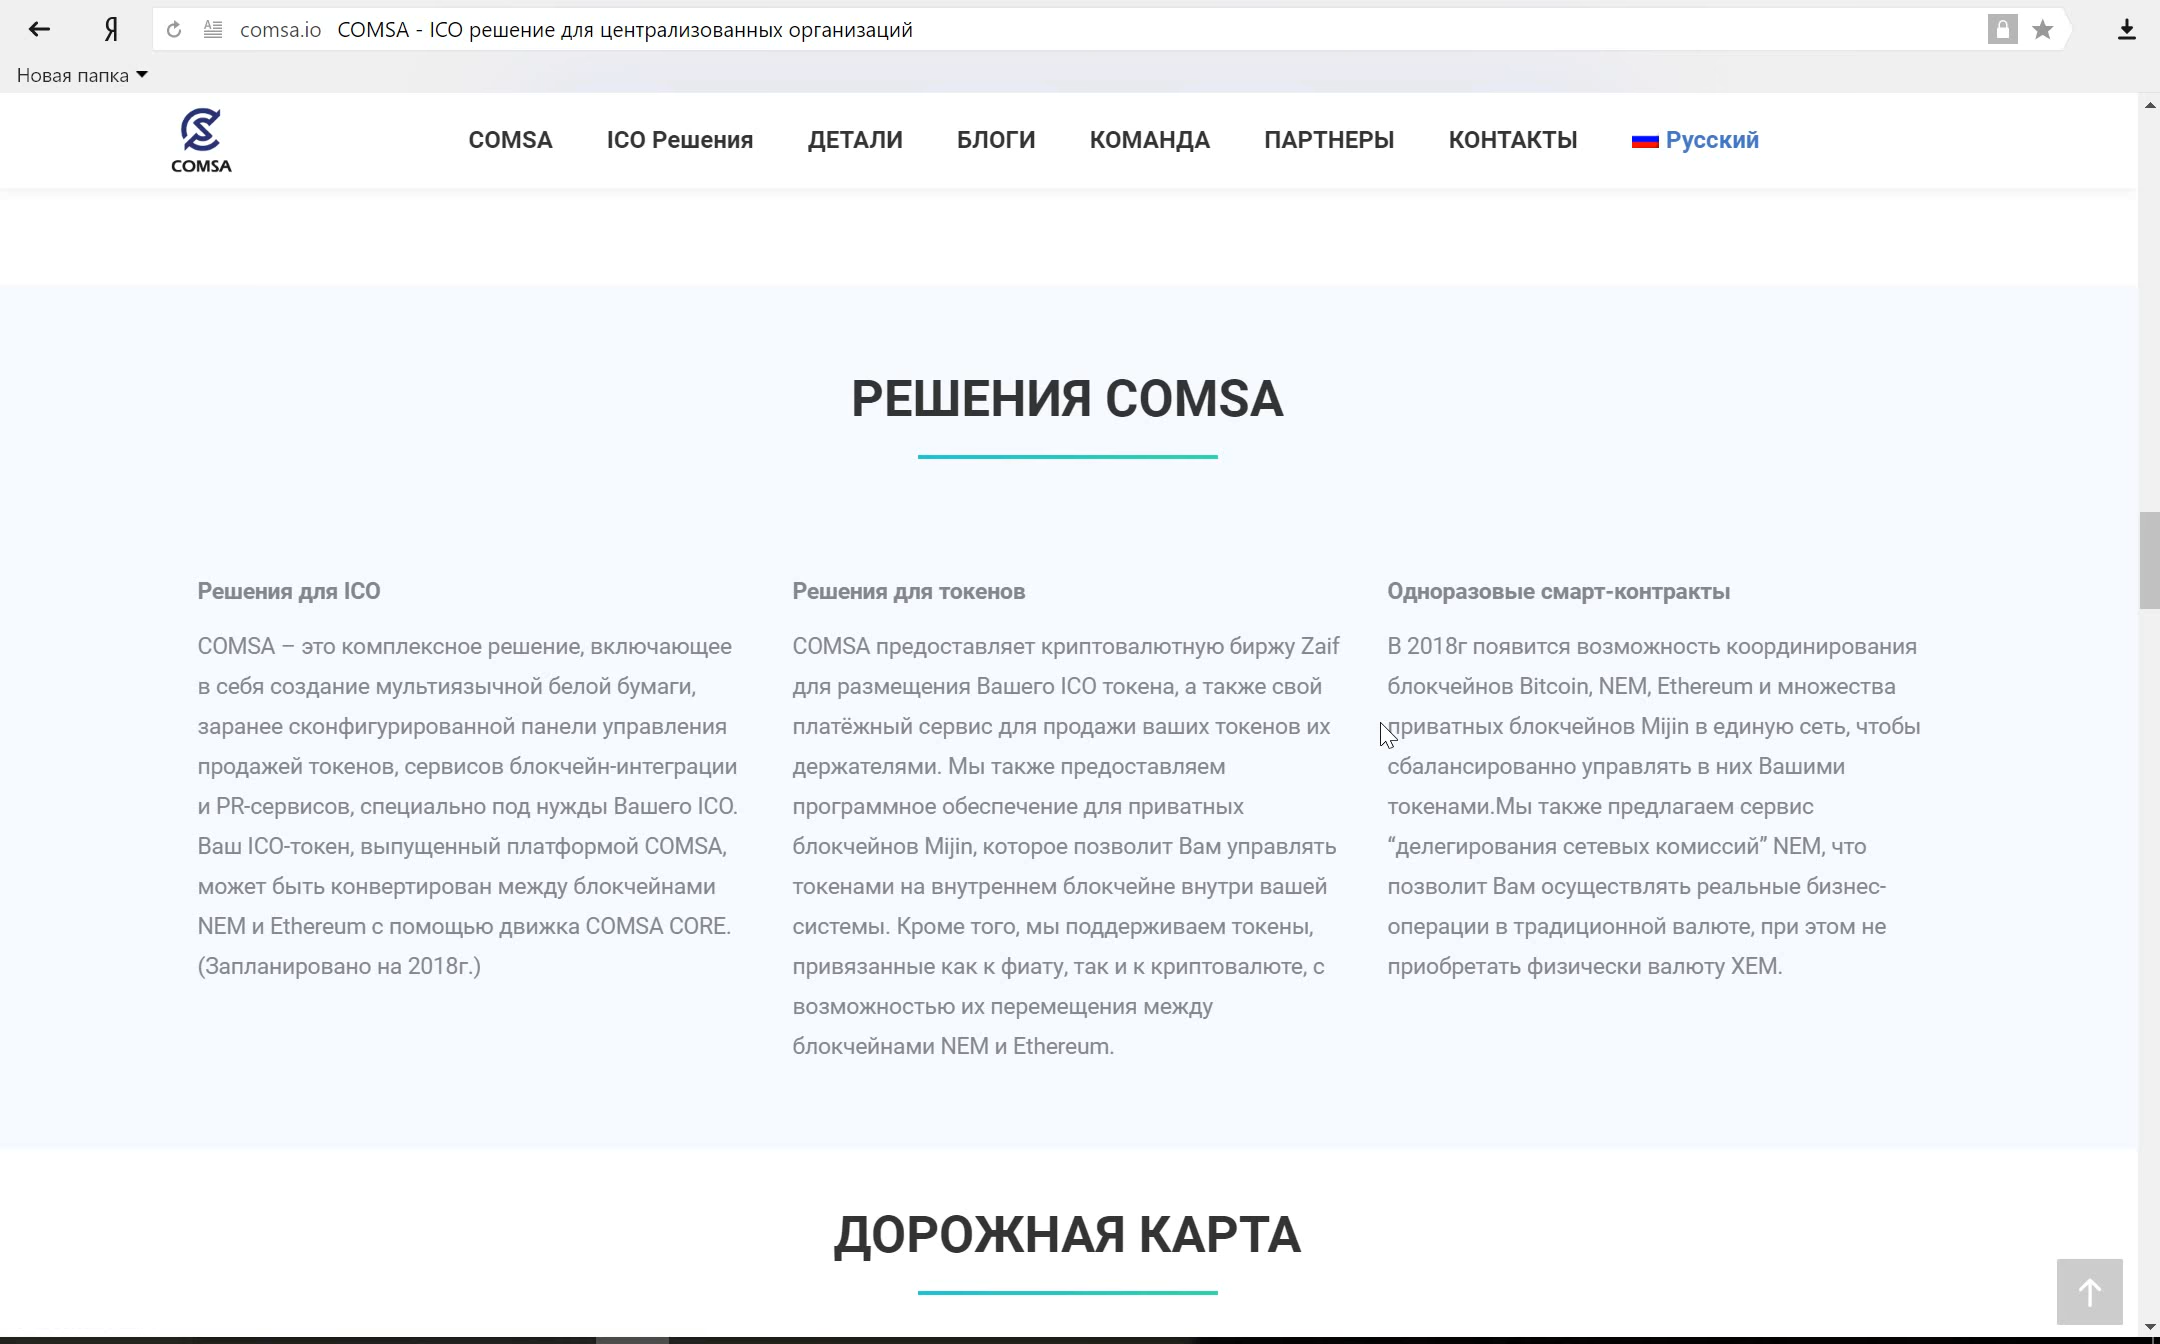 Я
comsa.io COMSA - ICO решение для централизованных организаций
Новая папка
COMSA
COMSA ICO Решения ДЕТАЛИ БЛОГИ КОМАНДА ПАРТНЕРЫ КОНТАКТЫ Русский
РЕШЕНИЯ COMSA
Решения для ICO
COMSA – это комплексное решение, включающее
в себя создание мультиязычной белой бумаги,
заранее сконфигурированной панели управления
продажей токенов, сервисов блокчейн-интеграции
и PR-сервисов, специально под нужды Вашего ICO.
Ваш ICO-токен, выпущенный платформой COMSA,
может быть конвертирован между блокчейнами
NEM и Ethereum с помощью движка COMSA CORE.
(Запланировано на 2018г.)
Решения для токенов
COMSA предоставляет криптовалютную биржу Zaif
для размещения Вашего ICO токена, а также свой
платёжный сервис для продажи ваших токенов их
держателями. Мы также предоставляем
программное обеспечение для приватных
блокчейнов Mijin, которое позволит Вам управлять
токенами на внутреннем блокчейне внутри вашей
системы. Кроме того, мы поддерживаем токены,
привязанные как к фиату, так и к криптовалюте, с
возможностью их перемещения между
блокчейнами NEM и Ethereum.
Одноразовые смарт-контракты
В 2018г появится возможность координирования
блокчейнов Bitcoin, NEM, Ethereum и множества
приватных блокчейнов Mijin в единую сеть, чтобы
сбалансированно управлять в них Вашими
токенами.Мы также предлагаем сервис
“делегирования сетевых комиссий” NEM, что
позволит Вам осуществлять реальные бизнес-
операции в традиционной валюте, при этом не
приобретать физически валюту XEM.
ДОРОЖНАЯ КАРТА